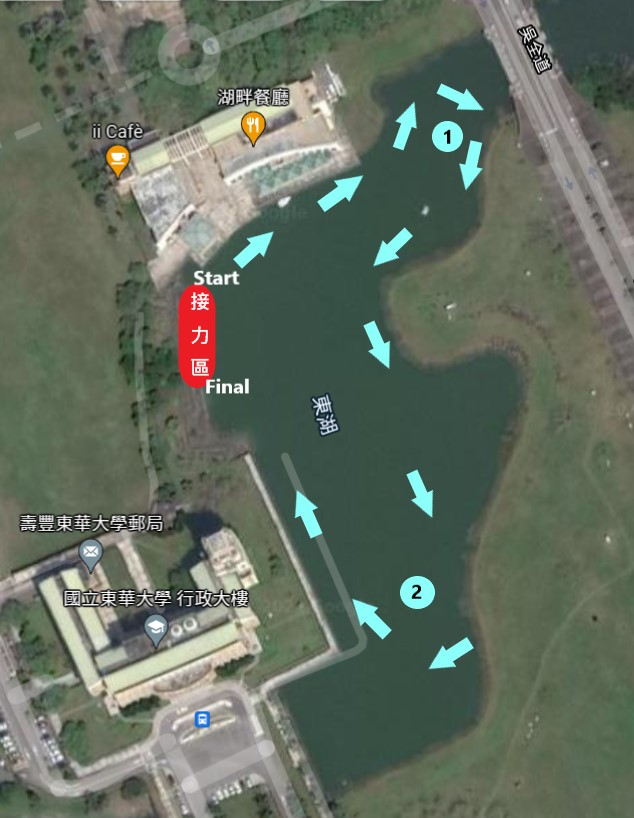 吳全道
湖畔餐廳
ii Cafè
1
Start
接
力
區
Final
東湖
壽豐東華大學郵局
國立東華大學 行政大樓
2